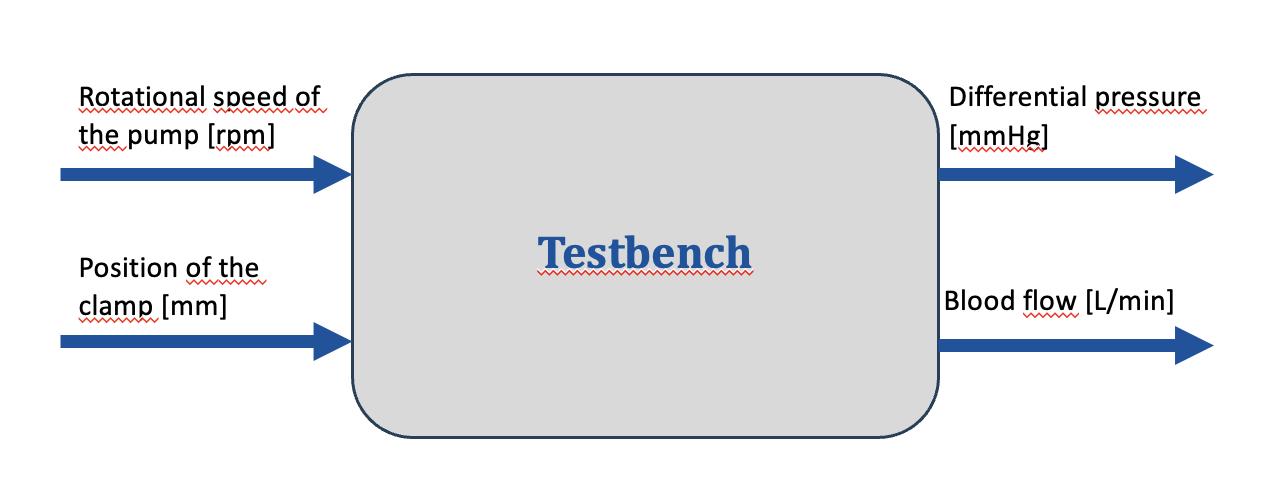 Rotational speed of
the pump [rpm]
Position of the
clamp [mm]
Testbench
Differential pressure
[mmHg]
Blood flow [L/min]